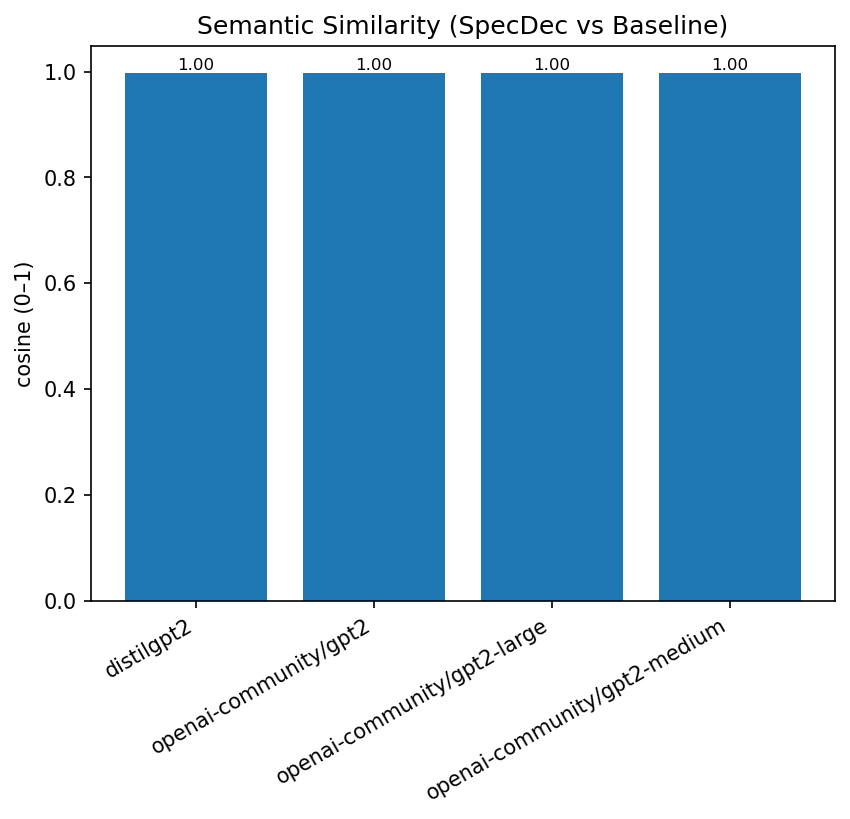 Semantic Similarity (SpecDec vs Baseline)
1.00 1.00 1.00 1.00
cosine (0–1)
1.0
0.8
0.6
0.4
0.2
0.0
distilgpt2
openai-community/gpt2
openai-community/gpt2-large
openai-community/gpt2-medium